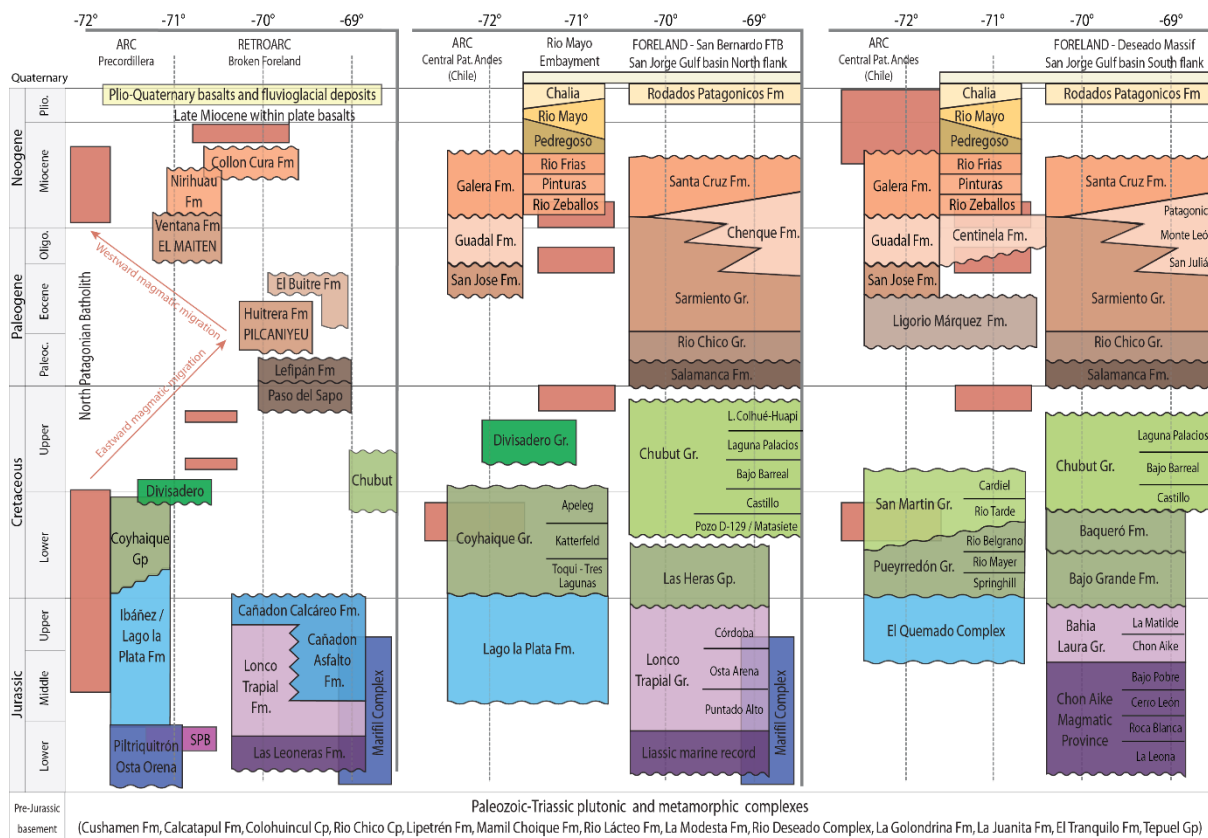 -72°
-71°
-70°
-69°
-72°
-71°
-70°
-69°
-72°
-71°
-70°
-69°
ARC
Precordillera
RETROARC
Broken Foreland
ARC
Central Pat. Andes
(Chile)
Rio Mayo
Embayment
FORELAND - San Bernardo FTB
San Jorge Gulf basin North flank
ARC
Central Pat. Andes
(Chile)
FORELAND - Deseado Massif
San Jorge Gulf basin South flank
Quaternary
Neogene
Plio.
Miocene
Paleogene
Oligo.
Eocene
Paleoc.
Cretaceous
Upper
Lower
Jurassic
Upper
Middle
Lower
Plio-Quaternary basalts and fluvioglacial deposits
Late Miocene within plate basalts
Collon Cura Fm
Nirihuau
Fm
Ventana Fm
EL MAITEN
Westward magmatic migration
El Buitre Fm
Huitrera Fm
PILCANIYEU
North Patagonian Batholith
Eastward magmatic migration
Lefipán Fm
Paso del Sapo
Chubut
Divisadero
Coyhaique
Gp
Ibáñez /
Lago la
Plata Fm
Cañadon Calcáreo Fm.
Cañadon
Asfalto
Fm.
Lonco
Trapial
Fm.
Marifil Complex
SPB
Piltriquitrón
Osta Orena
Las Leoneras Fm.
Chalia
Rio Mayo
Pedregoso
Rio Frias
Pinturas
Rio Zeballos
Galera Fm.
Guadal Fm.
San Jose Fm.
Rodados Patagonicos Fm
Santa Cruz Fm.
Chenque Fm.
Sarmiento Gr.
Rio Chico Gr.
Salamanca Fm.
Divisadero Gr.
Chubut Gr.
L. Colhué-Huapi
Laguna Palacios
Bajo Barreal
Castillo
Pozo D-129 / Matasiete
Coyhaique Gr.
Apeleg
Katterfeld
Toqui - Tres
Lagunas
Las Heras Gp.
Lago la Plata Fm.
Lonco
Trapial Gr.
Córdoba
Osta Arena
Puntado Alto
Marifil Complex
Liassic marine record
Chalia
Rio Mayo
Pedregoso
Rio Frias
Pinturas
Rio Zeballos
Galera Fm.
Guadal Fm.
Centinela Fm.
San Jose Fm.
Ligorio Márquez Fm.
Rodados Patagonicos Fm
Santa Cruz Fm.
Patagonic
Monte León
San Juliá
Sarmiento Gr.
Rio Chico Gr.
Salamanca Fm.
Chubut Gr.
Laguna Palacios
Bajo Barreal
Castillo
San Martin Gr.
Cardiel
Rio Tarde
Pueyrredón Gr.
Rio Belgrano
Rio Mayer
Springhill
Baqueró Fm.
Bajo Grande Fm.
El Quemado Complex
Bahia
Laura Gr.
La Matilde
Chon Aike
Chon Aike
Magmatic
Province
Bajo Pobre
Cerro León
Roca Blanca
La Leona
Pre-Jurassic
basement
Paleozoic-Triassic plutonic and metamorphic complexes
(Cushamen Fm, Calcatapul Fm, Colohuincul Cp, Rio Chico Cp, Lipetrén Fm, Mamil Choique Fm, Rio Lácteo Fm, La Modesta Fm, Rio Deseado Complex, La Golondrina Fm, La Juanita Fm, El Tranquilo Fm, Tepuel Gp)